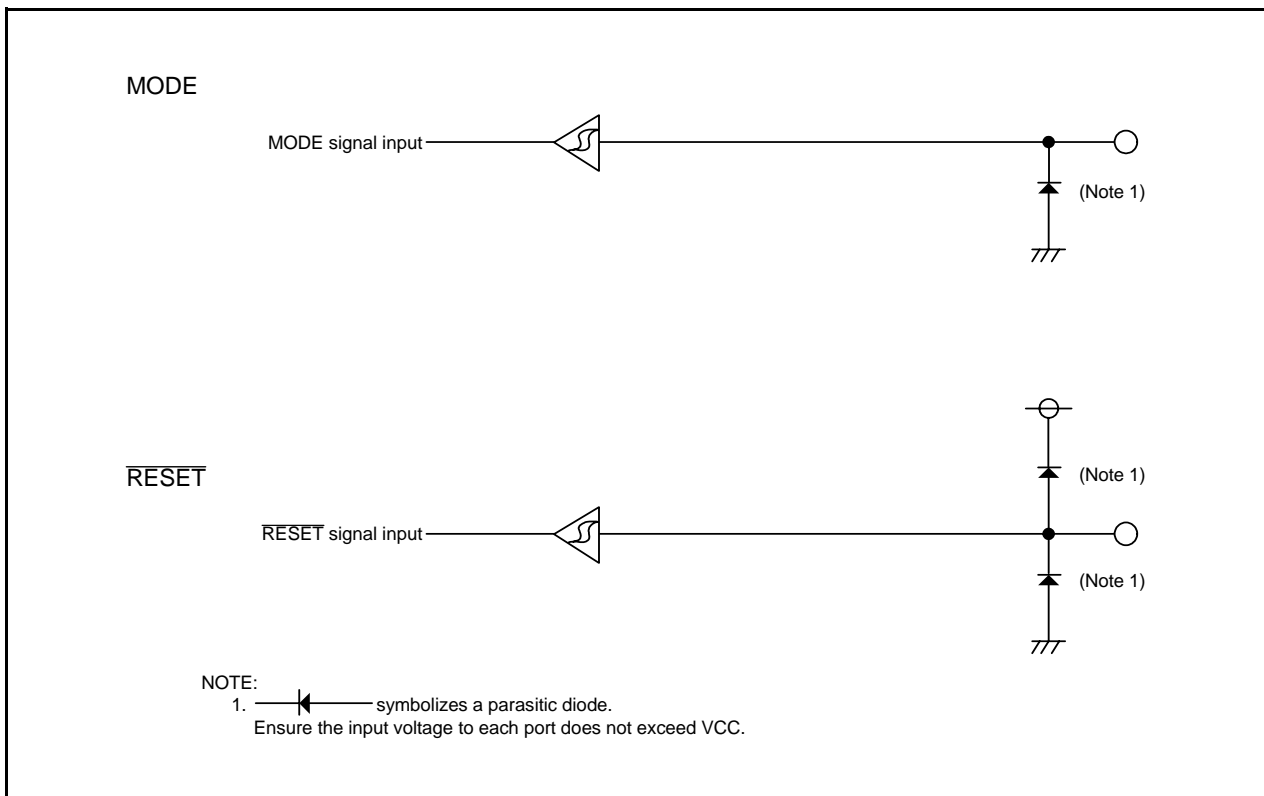 MODE
MODE signal input
(Note 1)
(Note 1)
RESET
RESET signal input
(Note 1)
NOTE:
1. symbolizes a parasitic diode.
Ensure the input voltage to each port does not exceed VCC.